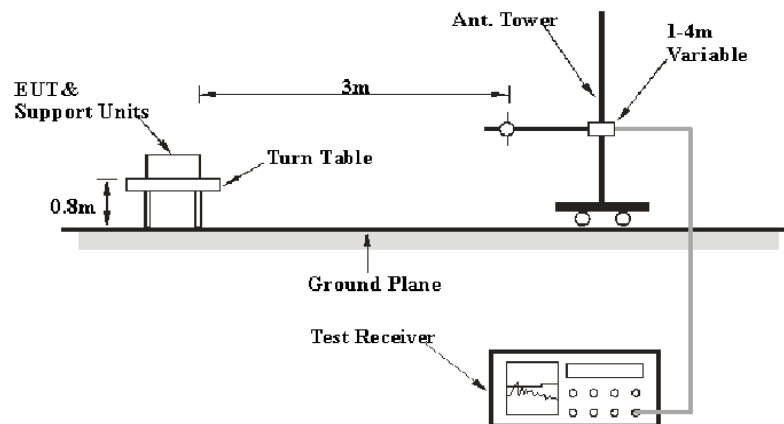 Ant. Tower
1-4m
Variable
EUT&
Support Units
3m
Turn Table
0.8m
Ground Plane
Test Receiver